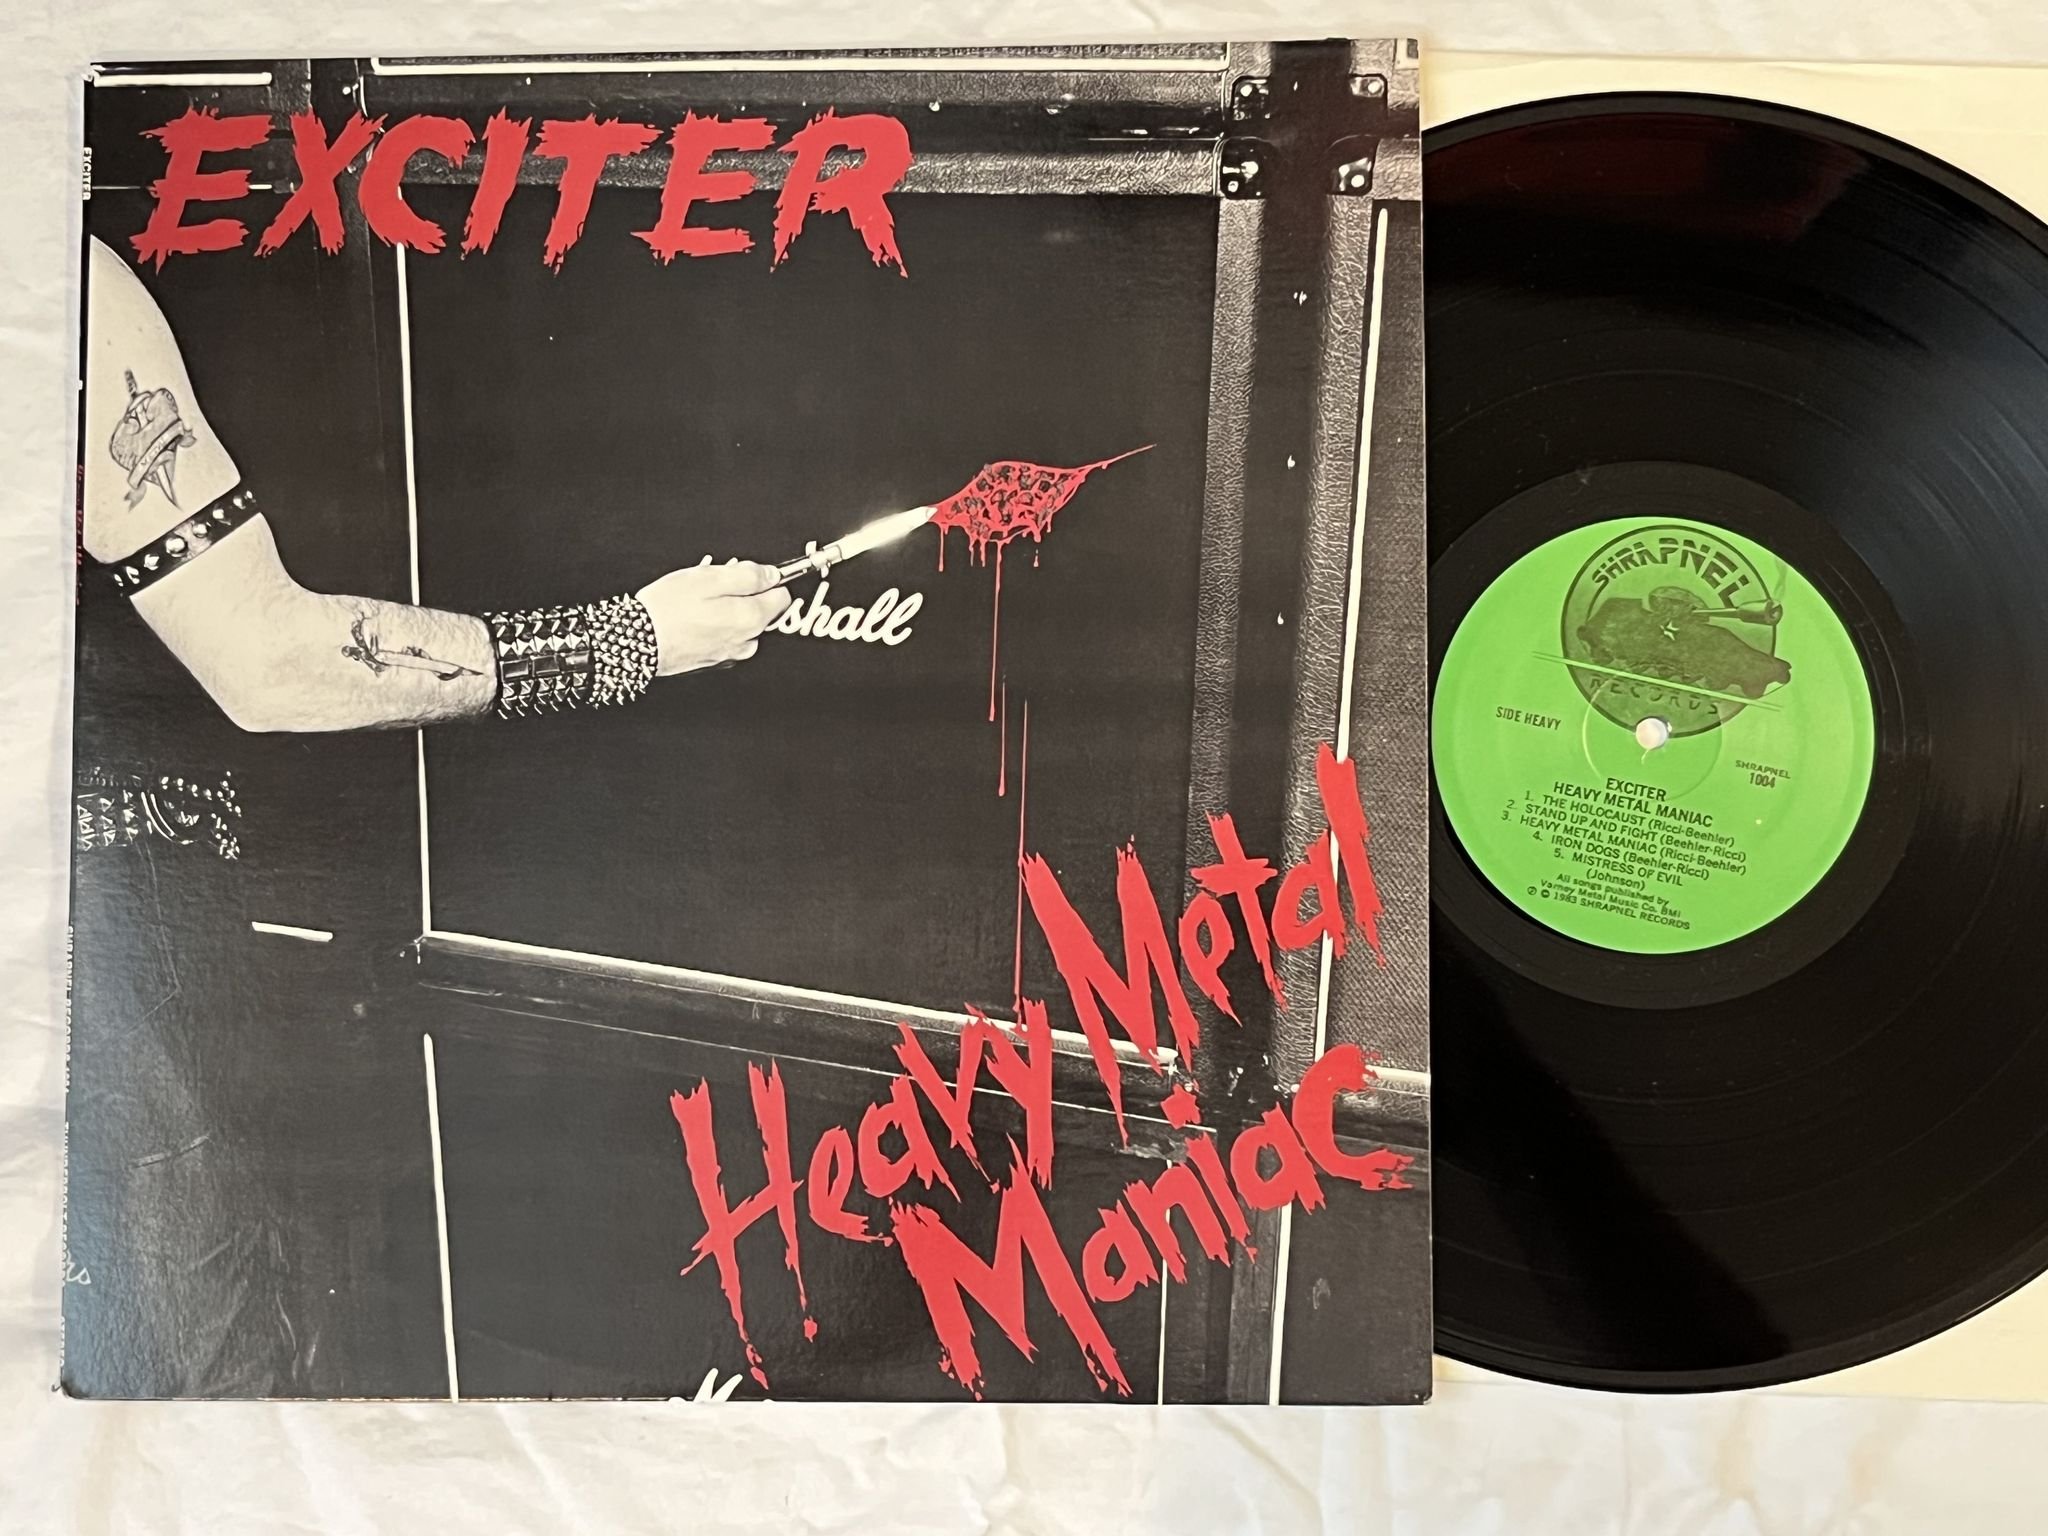 EXCITER
EXCITER
shall
Heavy Metal
Maniac
SHRAPNEL
RECORDS
SIDE HEAVY
SHRAPNEL
1004
EXCITER
HEAVY METAL MANIAC
1. THE HOLOCAUST (Ricci-Beehler)
2. STAND UP AND FIGHT (Beehler-Ricci)
3. HEAVY METAL MANIAC (Ricci-Beehler)
4. IRON DOGS (Beehler-Ricci)
5. MISTRESS OF EVIL
(Johnson)
All songs published by
Varney Metal Music Co. BMI
℗ © 1983 SHRAPNEL RECORDS